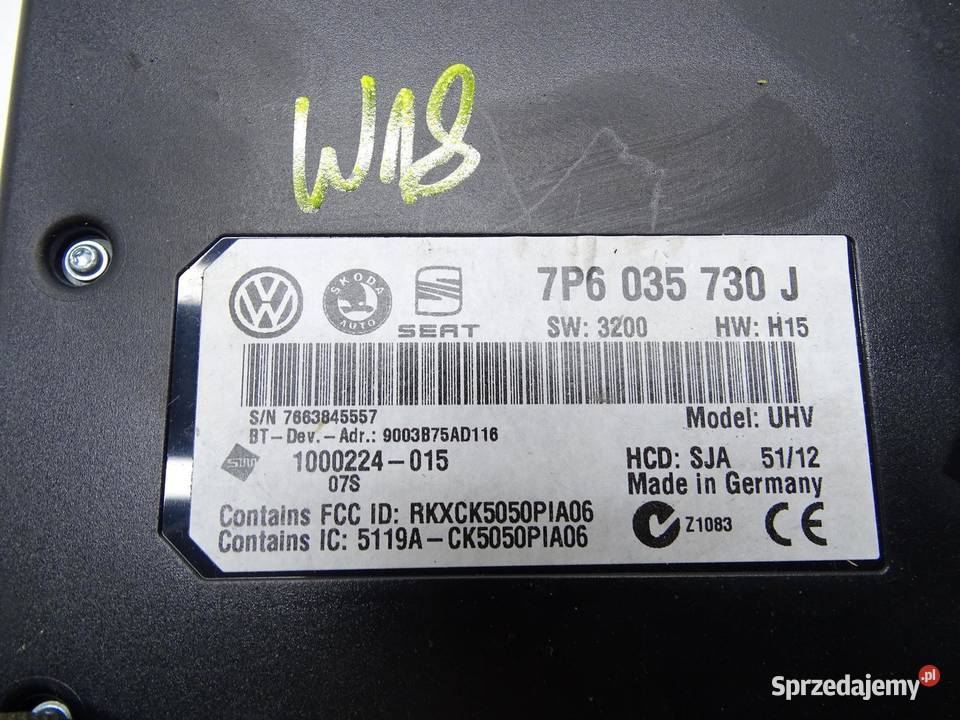 W18
SKODA
AUTO
SEAT
7P6 035 730 J
SW: 3200 HW: H15
S/N 7663845557
Model: UHV
BT-Dev.-Adr.: 9003B75AD116
1000224-015
HCD: SJA 51/12
07S
Made in Germany
Contains FCC ID: RKXCK5050PIA06
Contains IC: 5119A-CK5050PIA06
Z1083
CE
Sprzedajemy.pl